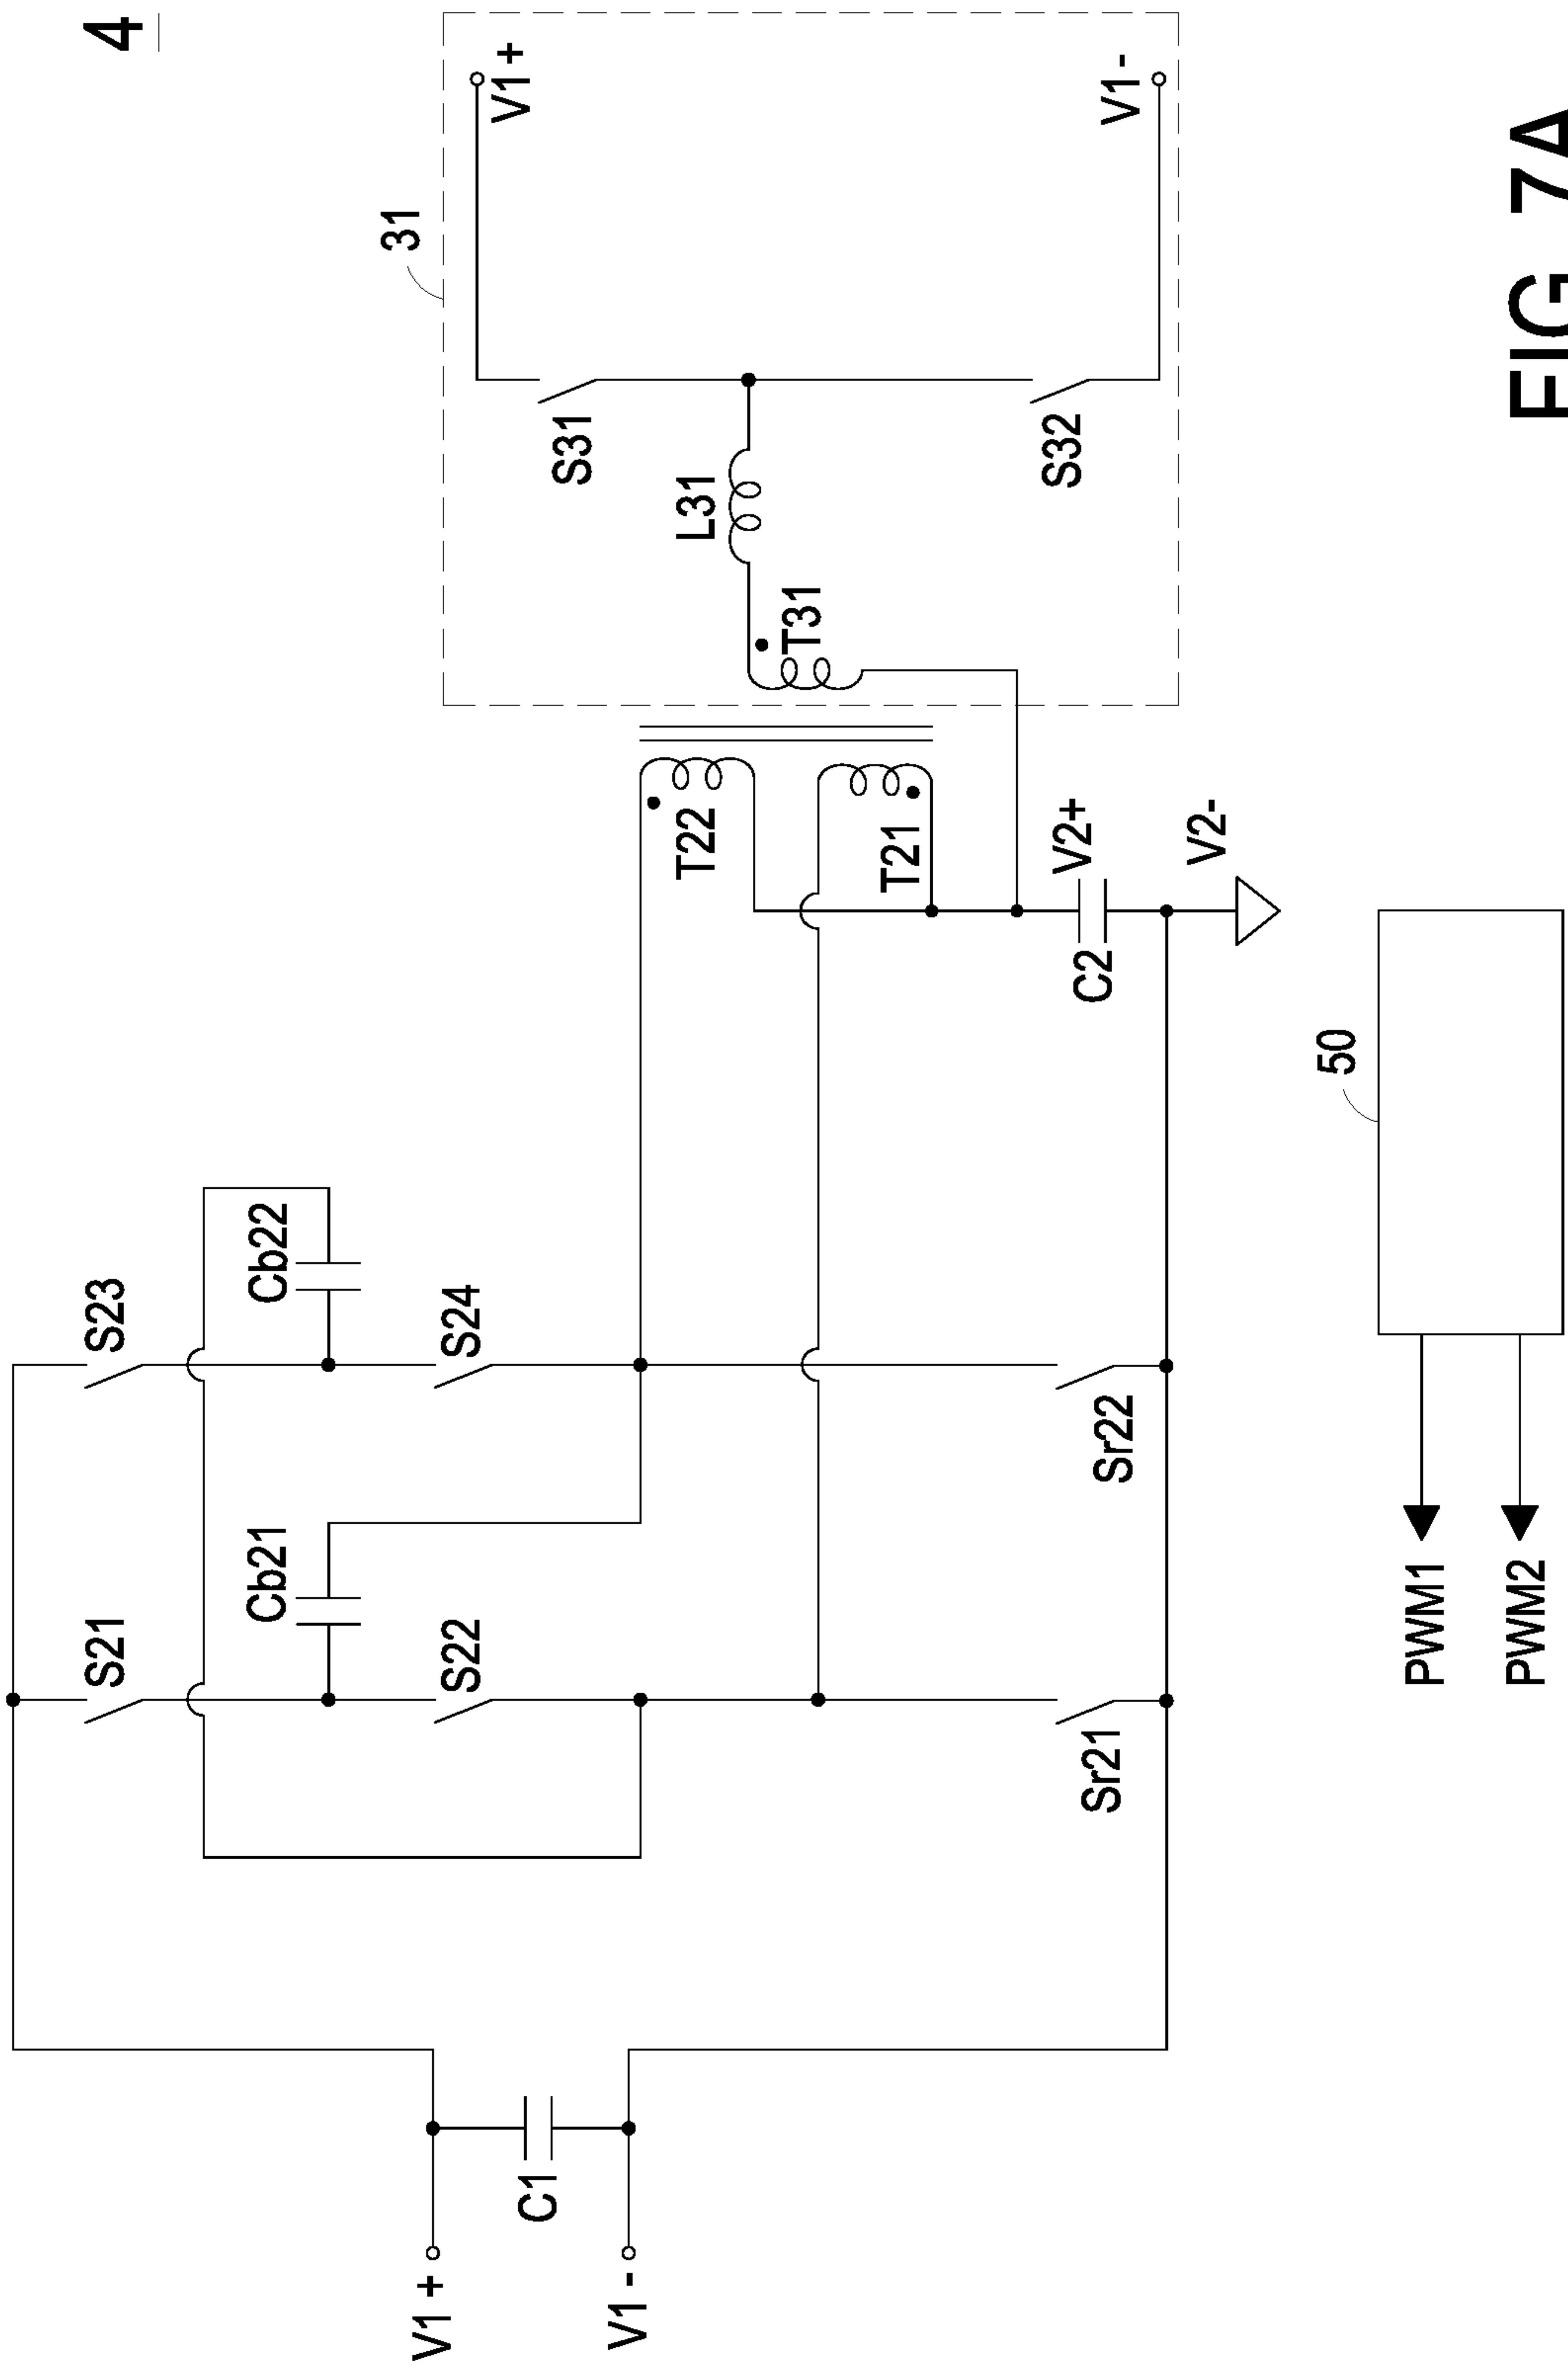 4
S21
S23
Cb21
Cb22
31
V1+
S22
S24
V1 +
C1
V1 -
T22
L31
S31
T31
T21
Sr21
Sr22
C2
V2+
S32
V1-
V2-
50
PWM1
PWM2
FIG. 7A